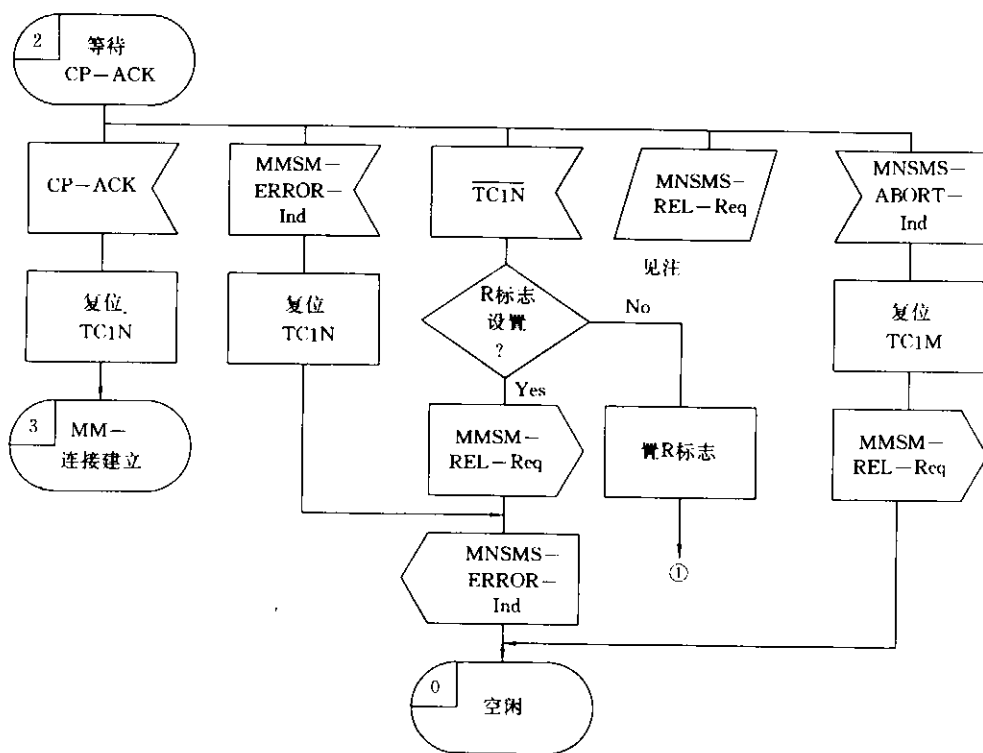 2
等待
CP-ACK
CP-ACK
MMSM-
ERROR-
Ind
TC1N
MNSMS-
REL-Req
MNSMS-
ABORT-
Ind
见注
复位
TC1N
复位
TC1N
R标志
设置
?
No
Yes
复位
TC1M
3
MM-
连接建立
MMSM-
REL-Req
置R标志
MMSM-
REL-Req
MNSMS-
ERROR-
Ind
①
0
空闲